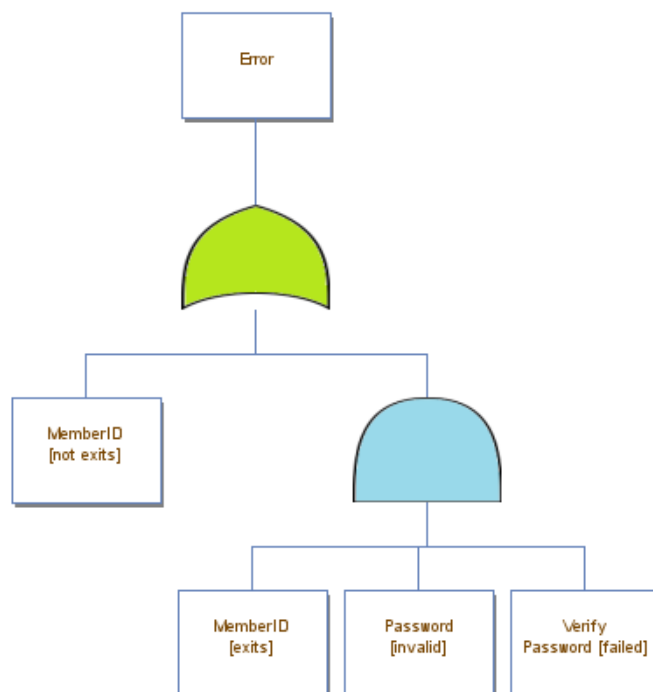 Error
MemberID
[not exits]
MemberID
[exits]
Password
[invalid]
Verify
Password [failed]